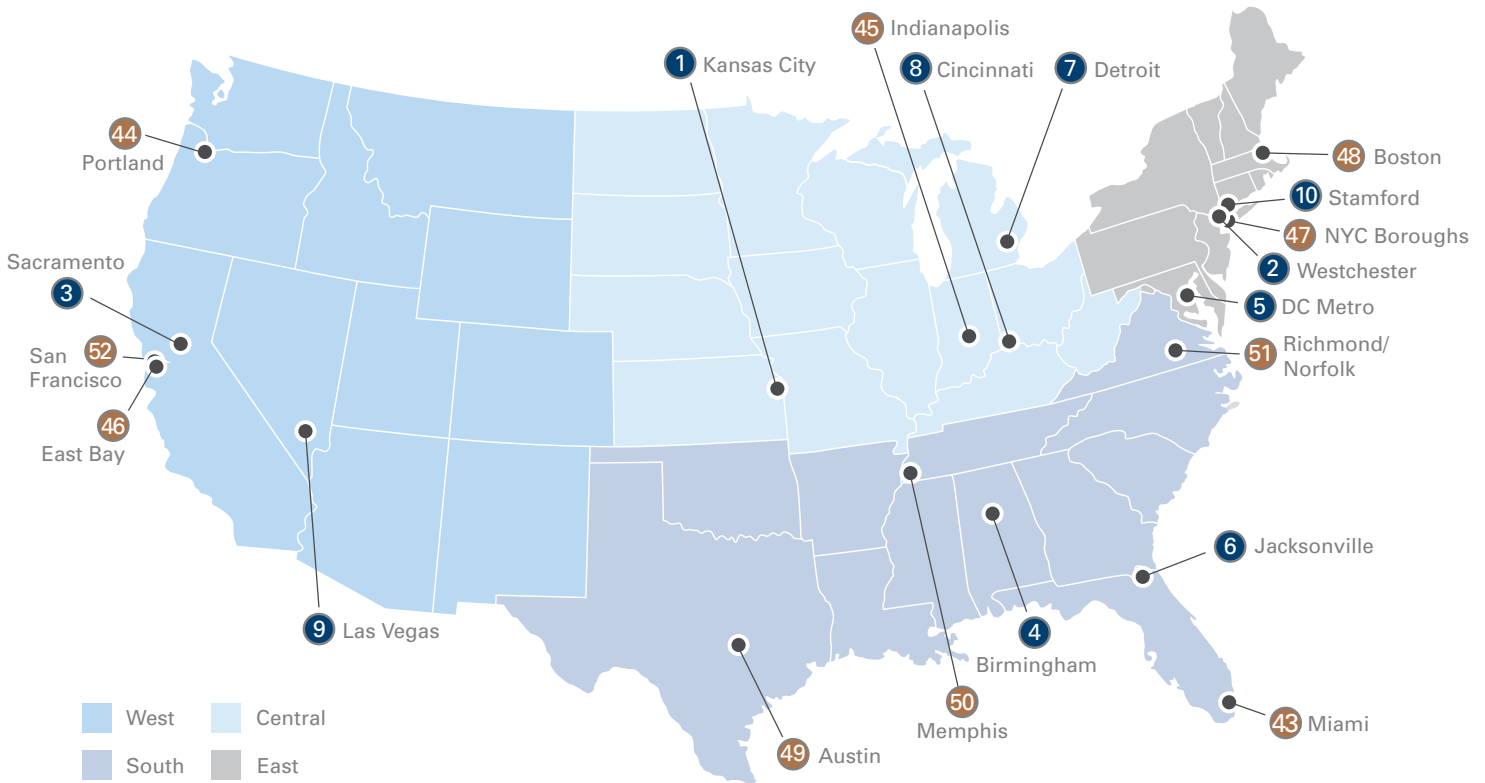 45 Indianapolis
1 Kansas City
8 Cincinnati
7 Detroit
44
Portland
48 Boston
10 Stamford
47 NYC Boroughs
2 Westchester
5 DC Metro
Sacramento
3
51 Richmond/
Norfolk
San
Francisco
52
46
East Bay
6 Jacksonville
9 Las Vegas
4
Birmingham
50
Memphis
43 Miami
49 Austin
West
Central
South
East